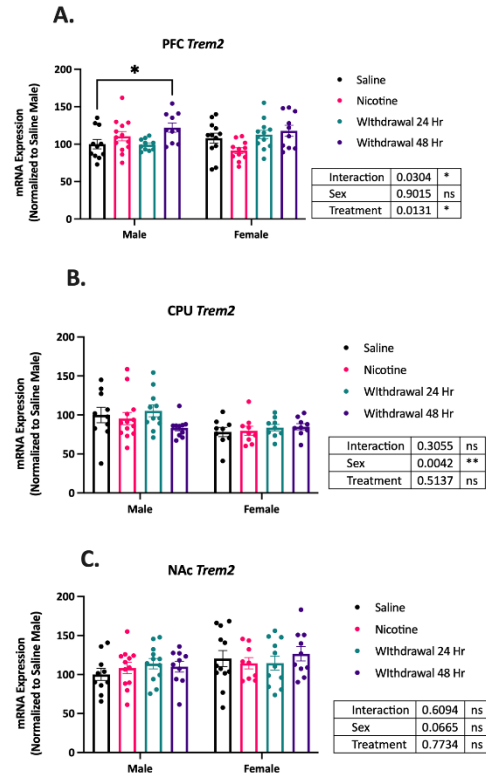 A.
PFC Trem2
mRNA Expression
(Normalized to Saline Male)
200
150
100
50
0
*
Male
Female
Saline
Nicotine
WIthdrawal 24 Hr
Withdrawal 48 Hr
Interaction 0.0304 *
Sex 0.9015 ns
Treatment 0.0131 *
B.
CPU Trem2
mRNA Expression
(Normalized to Saline Male)
200
150
100
50
0
Male
Female
Saline
Nicotine
WIthdrawal 24 Hr
Withdrawal 48 Hr
Interaction 0.3055 ns
Sex 0.0042 **
Treatment 0.5137 ns
C.
NAc Trem2
mRNA Expression
(Normalized to Saline Male)
200
150
100
50
0
Male
Female
Saline
Nicotine
WIthdrawal 24 Hr
WIthdrawal 48 Hr
Interaction 0.6094 ns
Sex 0.0665 ns
Treatment 0.7734 ns